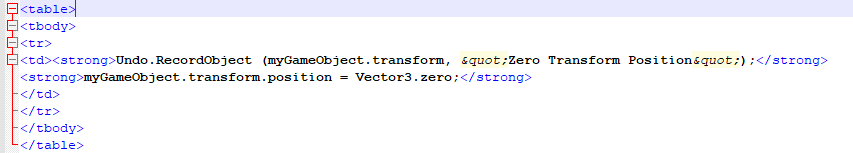 <table>
<tbody>
<tr>
<td><strong>Undo.RecordObject (myGameObject.transform, &quot;Zero Transform Position&quot;);</strong>
<strong>myGameObject.transform.position = Vector3.zero;</strong>
</td>
</tr>
</tbody>
</table>